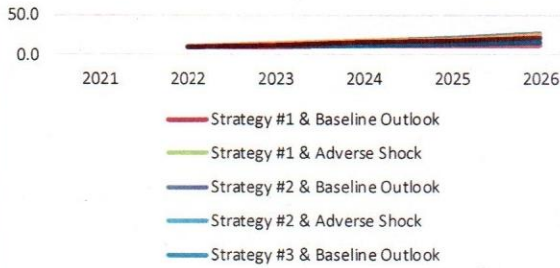 50.0
0.0
2021 2022 2023 2024 2025 2026
Strategy #1 & Baseline Outlook
Strategy #1 & Adverse Shock
Strategy #2 & Baseline Outlook
Strategy #2 & Adverse Shock
Strategy #3 & Baseline Outlook